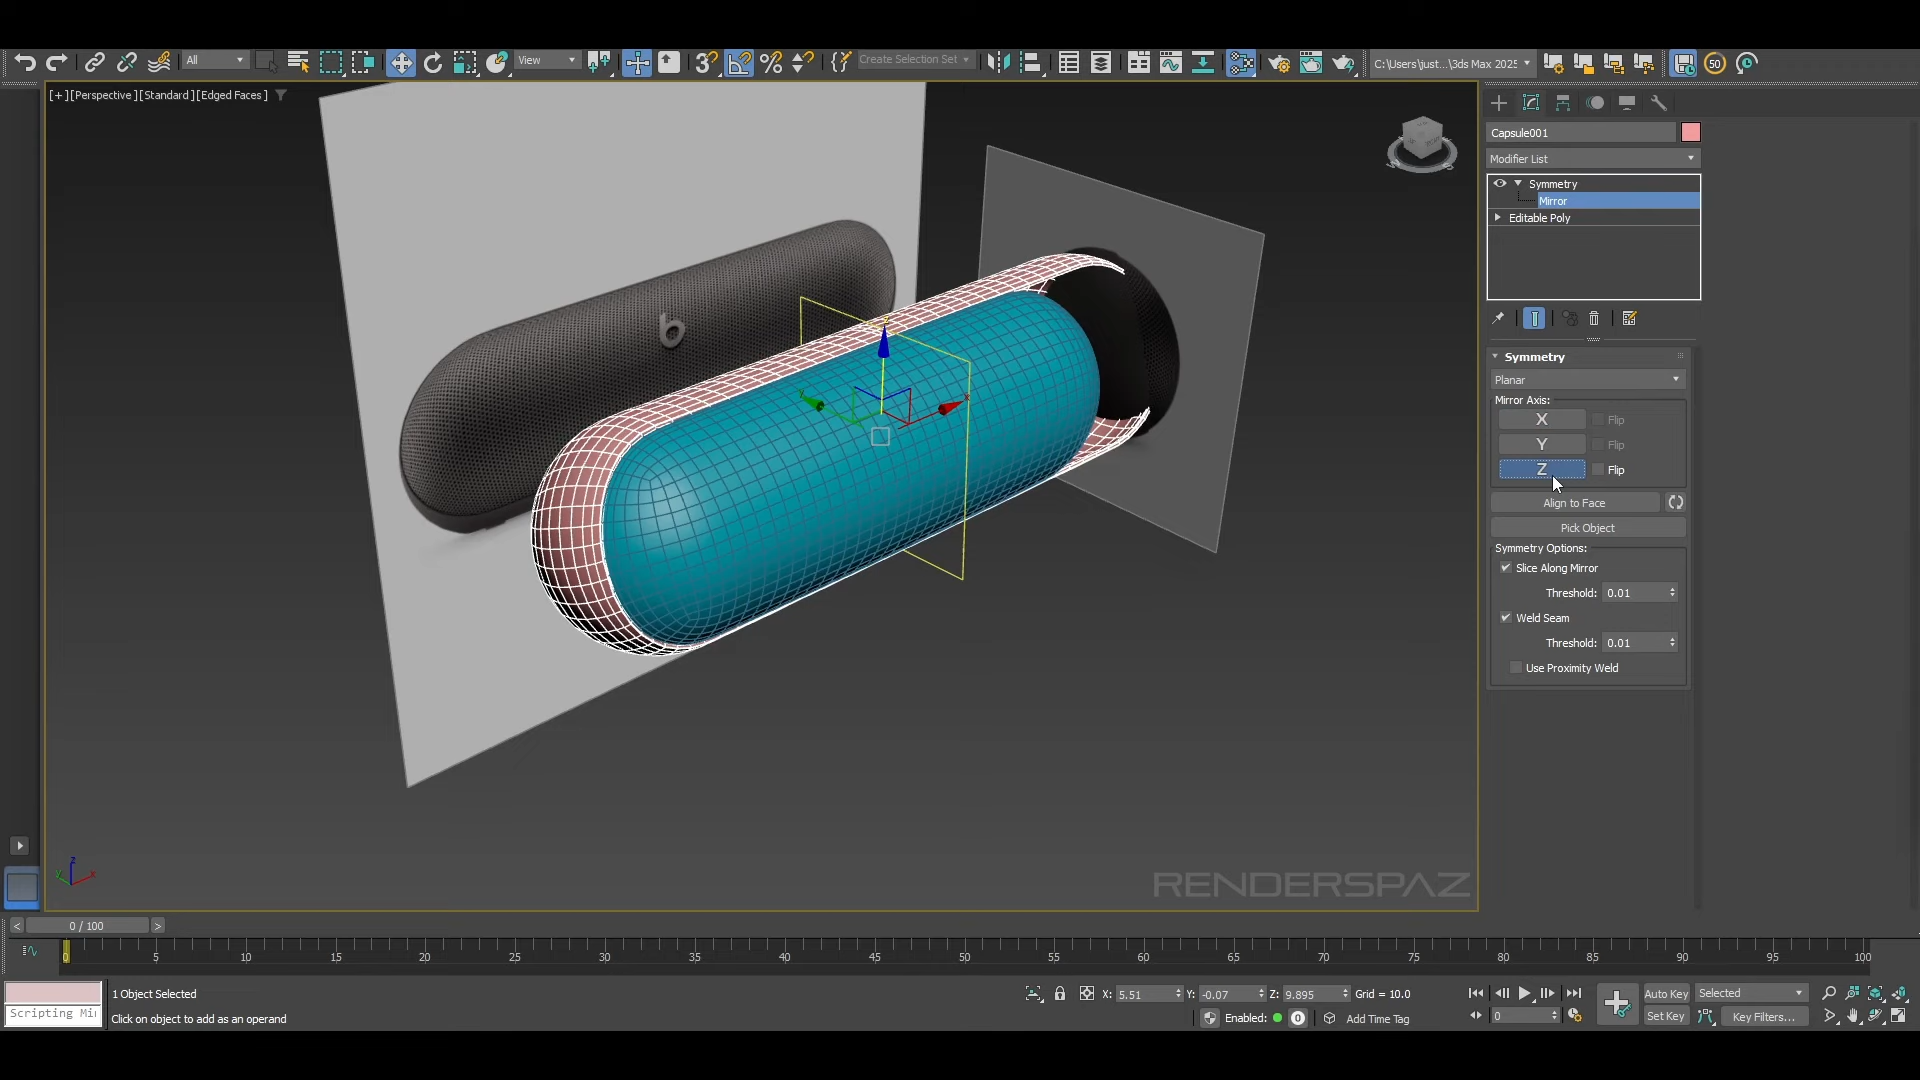 All
View
Create Selection Set
C:\Users\just...\3ds Max 2025
50
[+][Perspective][Standard][Edged Faces]
Capsule001
Modifier List
Symmetry
Mirror
Editable Poly
Symmetry
Planar
Mirror Axis:
X Flip
Y Flip
Z Flip
Align to Face
Pick Object
Symmetry Options:
Slice Along Mirror
Threshold: 0.01
Weld Seam
Threshold: 0.01
Use Proximity Weld
b
z
y
x
z
y
x
RENDERSPAZ
< 0 / 100 >
0 5 10 15 20 25 30 35 40 45 50 55 60 65 70 75 80 85 90 95 100
1 Object Selected
X: 5.51 Y: -0.07 Z: 9.895 Grid = 10.0
Auto Key Selected
Scripting Mi
Click on object to add as an operand
Enabled: 0 Add Time Tag
0
Set Key Key Filters...